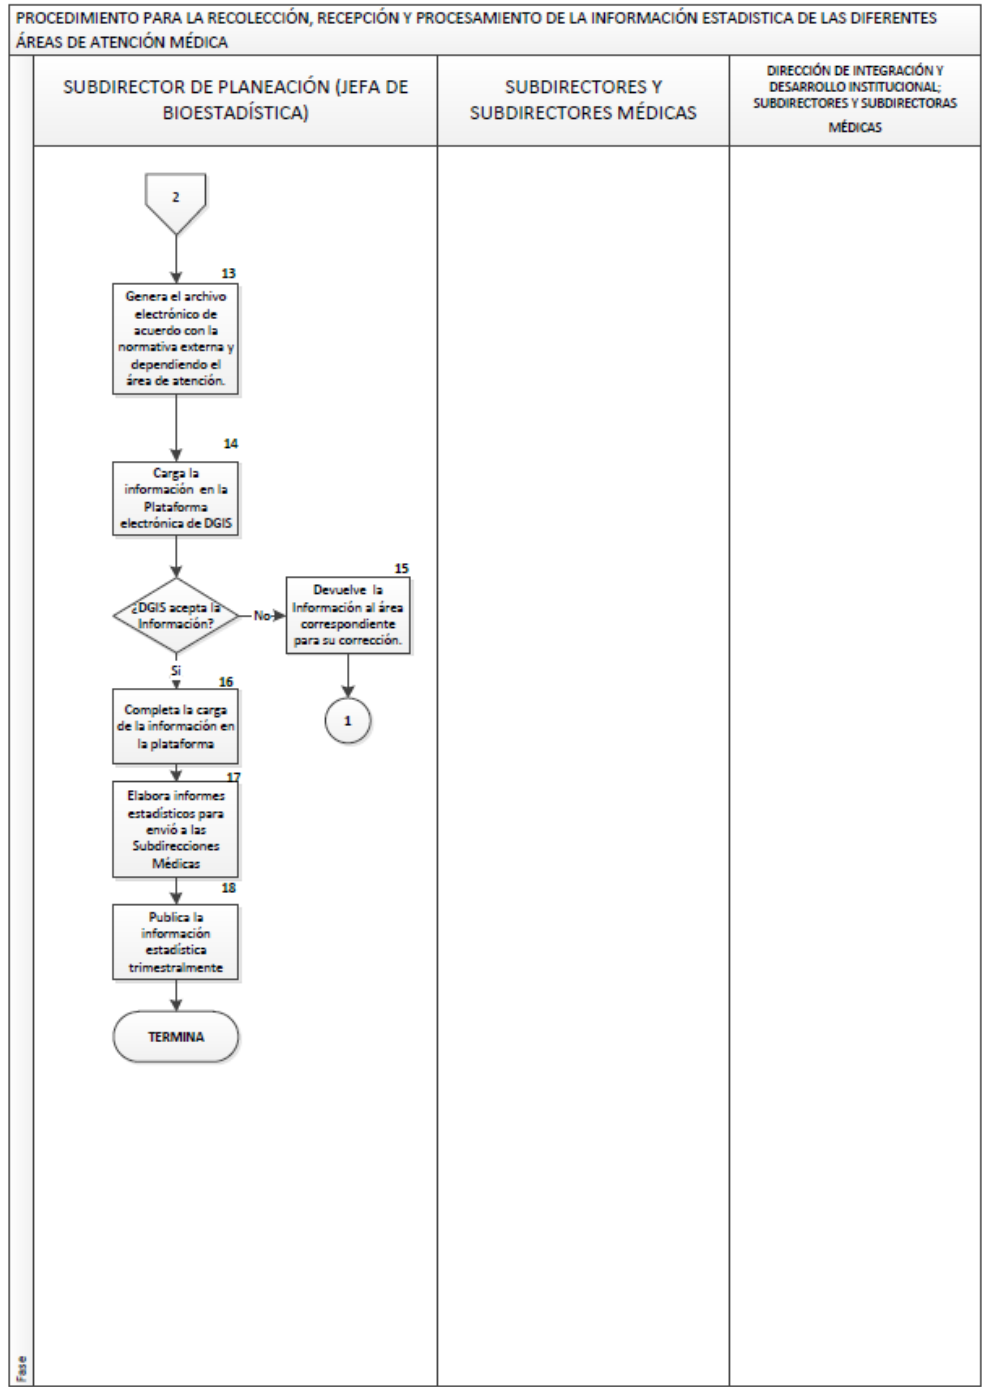 PROCEDIMIENTO PARA LA RECOLECCIÓN, RECEPCIÓN Y PROCESAMIENTO DE LA INFORMACIÓN ESTADISTICA DE LAS DIFERENTES
ÁREAS DE ATENCIÓN MÉDICA
SUBDIRECTOR DE PLANEACIÓN (JEFA DE
BIOESTADÍSTICA)
SUBDIRECTORES Y
SUBDIRECTORES MÉDICAS
DIRECCIÓN DE INTEGRACIÓN Y
DESARROLLO INSTITUCIONAL;
SUBDIRECTORES Y SUBDIRECTORAS
MÉDICAS
2
13
Genera el archivo
electrónico de
acuerdo con la
normativa externa y
dependiendo el
área de atención.
14
Carga la
información en la
Plataforma
electrónica de DGIS
¿DGIS acepta la
Información?
No
15
Devuelve la
Información al área
correspondiente
para su corrección.
1
Si
16
Completa la carga
de la información en
la plataforma
17
Elabora informes
estadísticos para
envió a las
Subdirecciones
Médicas
18
Publica la
información
estadística
trimestralmente
TERMINA
Fase